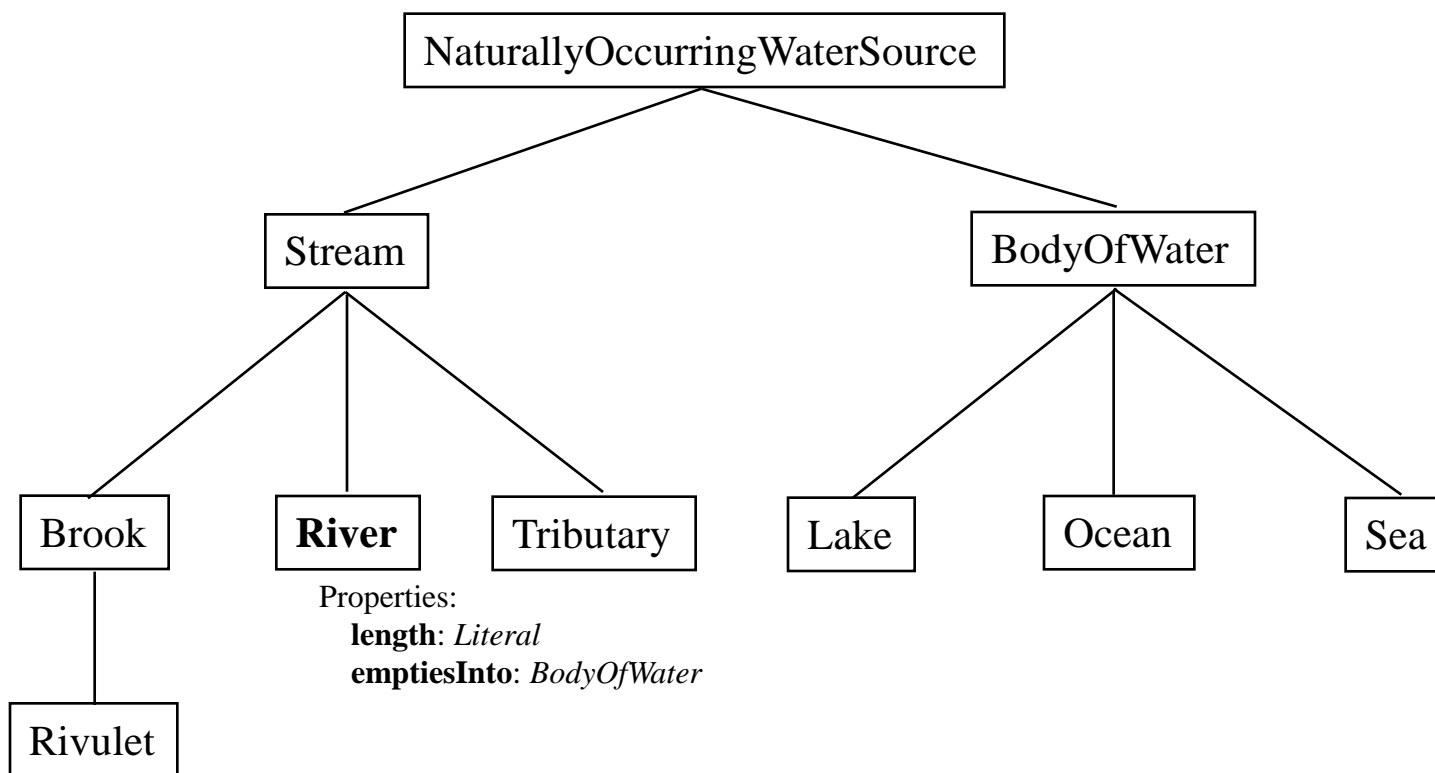 NaturallyOccurringWaterSource
Stream
BodyOfWater
Brook
River
Tributary
Lake
Ocean
Sea
Properties:
length: Literal
emptiesInto: BodyOfWater
Rivulet